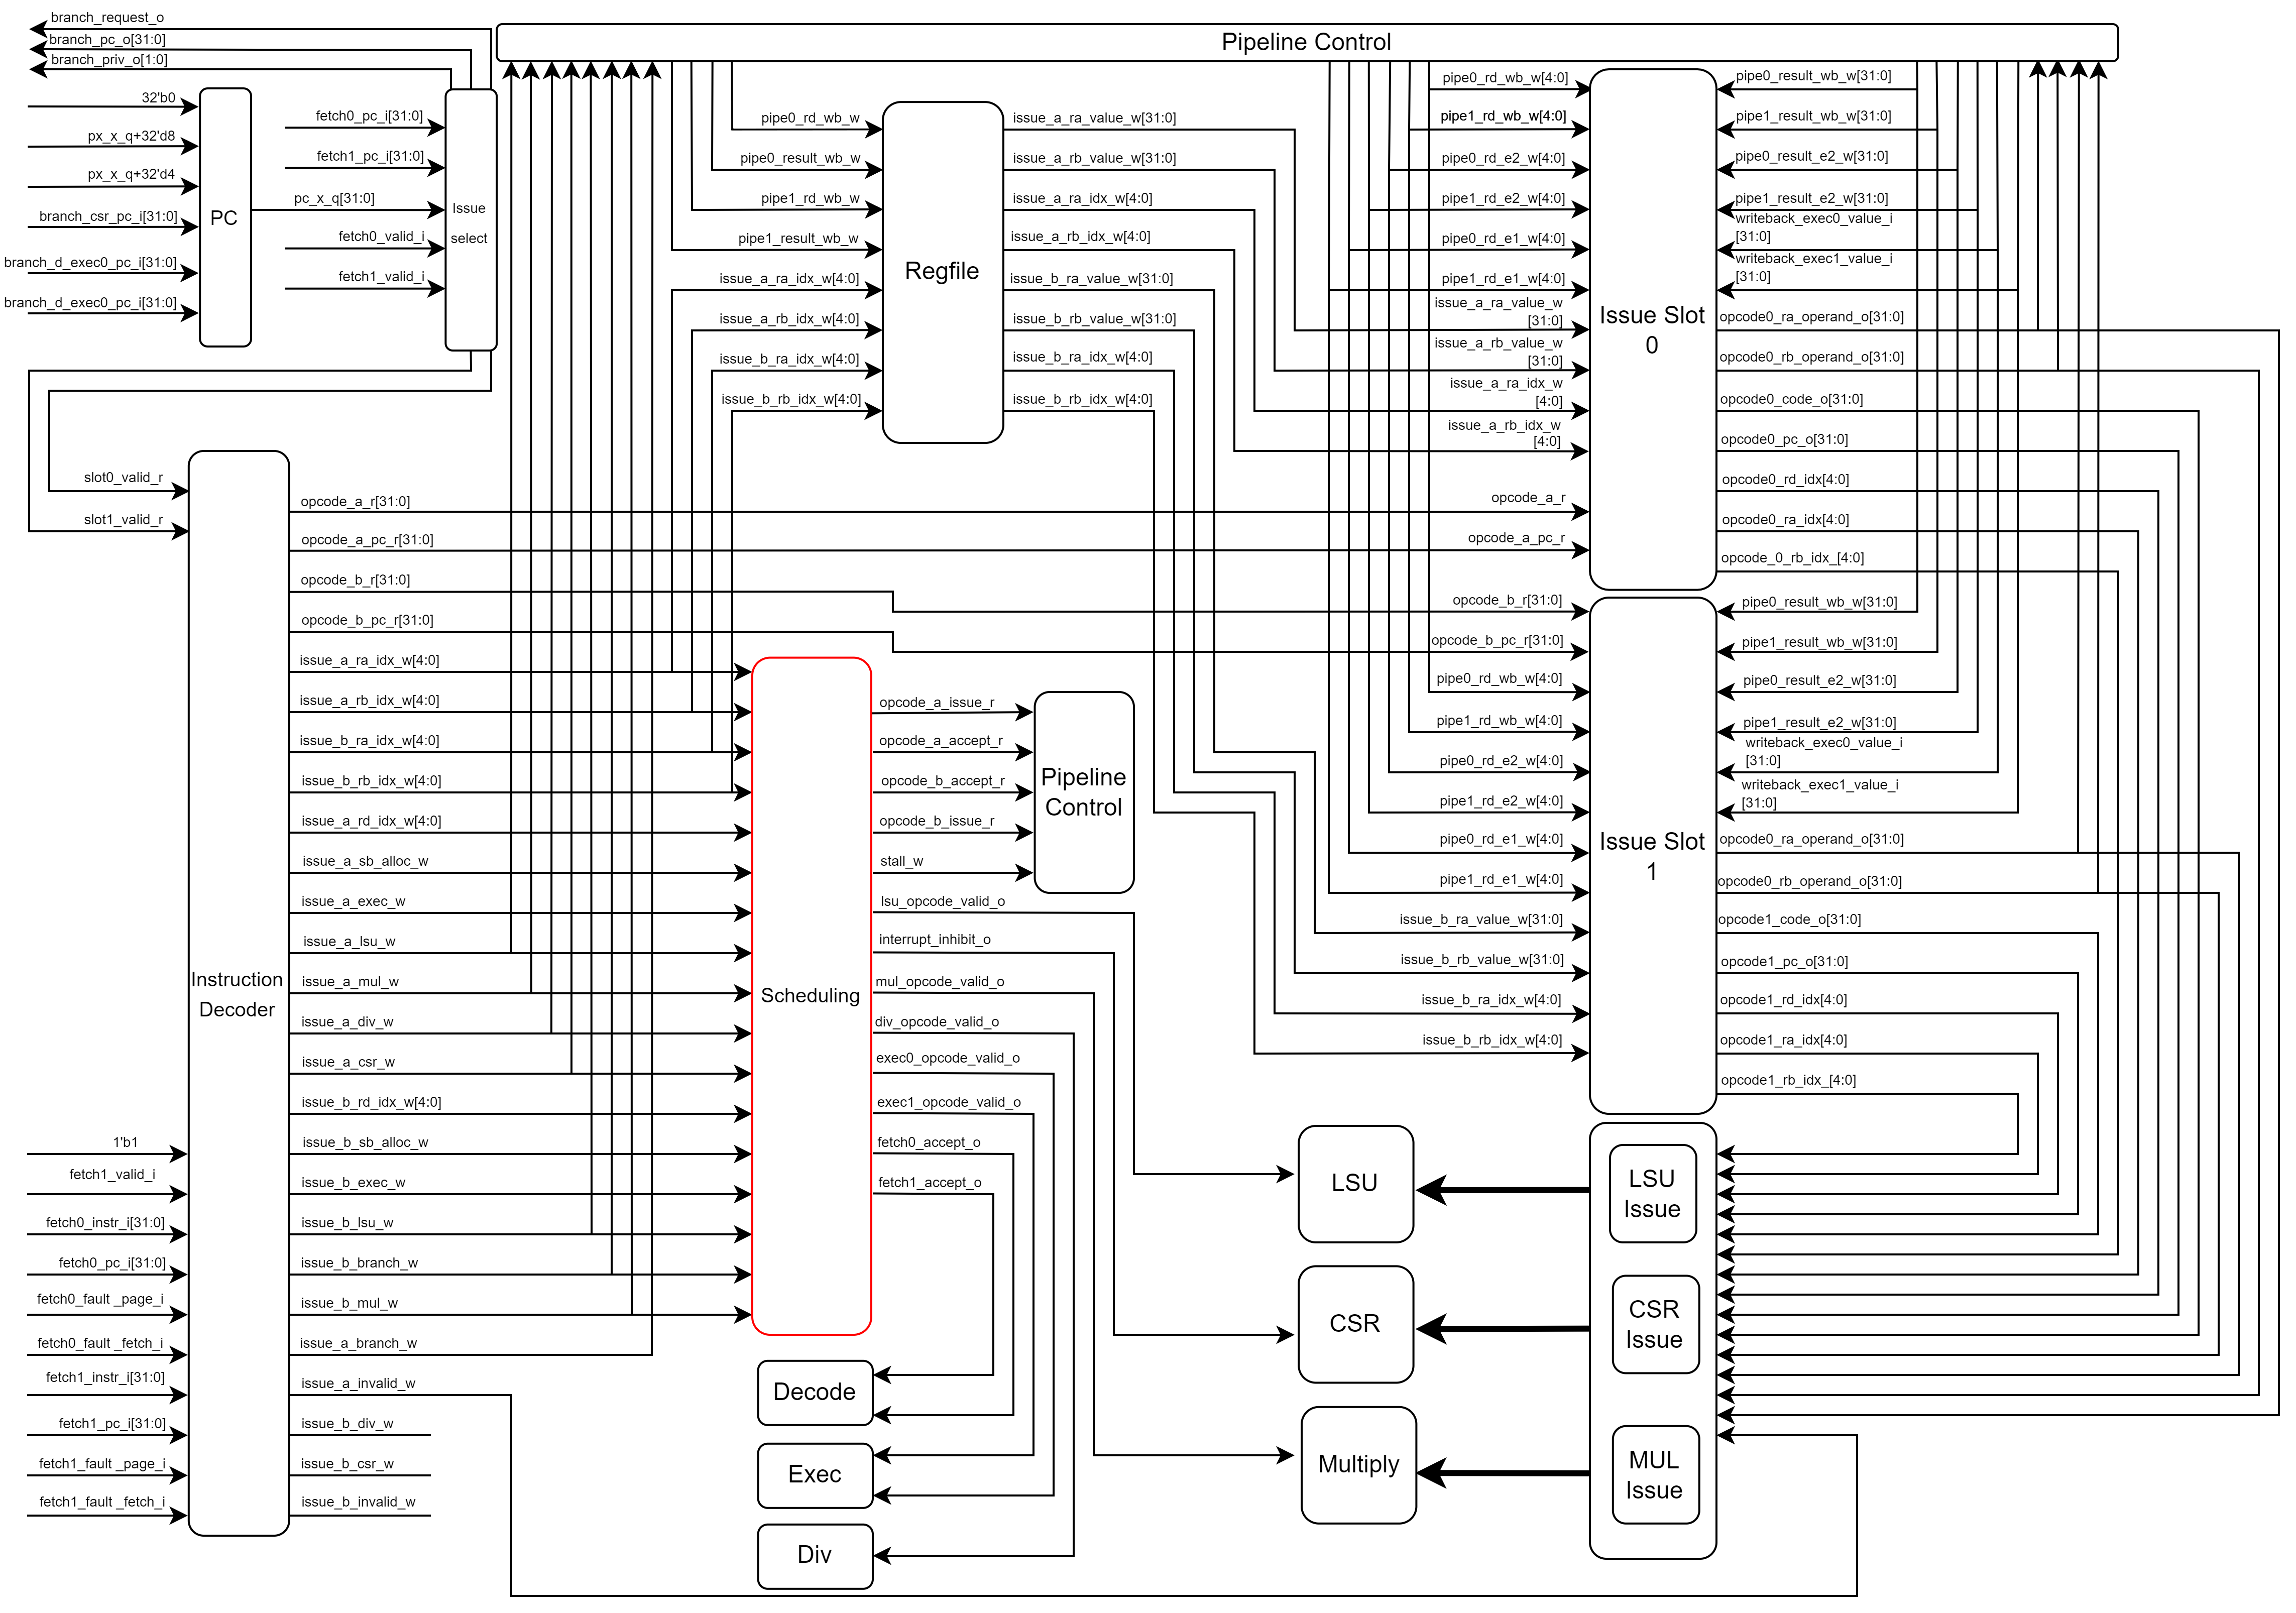 branch_request_o
branch_pc_o[31:0]
branch_priv_o[1:0]
Pipeline Control
32'b0
px_x_q+32'd8
px_x_q+32'd4
branch_csr_pc_i[31:0]
branch_d_exec0_pc_i[31:0]
branch_d_exec0_pc_i[31:0]
PC
pc_x_q[31:0]
fetch0_pc_i[31:0]
fetch1_pc_i[31:0]
fetch0_valid_i
fetch1_valid_i
Issue
select
pipe0_rd_wb_w
pipe0_result_wb_w
pipe1_rd_wb_w
pipe1_result_wb_w
issue_a_ra_idx_w[4:0]
issue_a_rb_idx_w[4:0]
issue_b_ra_idx_w[4:0]
issue_b_rb_idx_w[4:0]
Regfile
issue_a_ra_value_w[31:0]
issue_a_rb_value_w[31:0]
issue_a_ra_idx_w[4:0]
issue_a_rb_idx_w[4:0]
issue_b_ra_value_w[31:0]
issue_b_rb_value_w[31:0]
issue_b_ra_idx_w[4:0]
issue_b_rb_idx_w[4:0]
pipe0_rd_wb_w[4:0]
pipe1_rd_wb_w[4:0]
pipe0_rd_e2_w[4:0]
pipe1_rd_e2_w[4:0]
pipe0_rd_e1_w[4:0]
pipe1_rd_e1_w[4:0]
issue_a_ra_value_w
[31:0]
issue_a_rb_value_w
[31:0]
issue_a_ra_idx_w
[4:0]
issue_a_rb_idx_w
[4:0]
opcode_a_r
opcode_a_pc_r
Issue Slot
0
pipe0_result_wb_w[31:0]
pipe1_result_wb_w[31:0]
pipe0_result_e2_w[31:0]
pipe1_result_e2_w[31:0]
writeback_exec0_value_i
[31:0]
writeback_exec1_value_i
[31:0]
opcode0_ra_operand_o[31:0]
opcode0_rb_operand_o[31:0]
opcode0_code_o[31:0]
opcode0_pc_o[31:0]
opcode0_rd_idx[4:0]
opcode0_ra_idx[4:0]
opcode_0_rb_idx_[4:0]
slot0_valid_r
slot1_valid_r
1'b1
fetch1_valid_i
fetch0_instr_i[31:0]
fetch0_pc_i[31:0]
fetch0_fault _page_i
fetch0_fault _fetch_i
fetch1_instr_i[31:0]
fetch1_pc_i[31:0]
fetch1_fault _page_i
fetch1_fault _fetch_i
Instruction
Decoder
opcode_a_r[31:0]
opcode_a_pc_r[31:0]
opcode_b_r[31:0]
opcode_b_pc_r[31:0]
issue_a_ra_idx_w[4:0]
issue_a_rb_idx_w[4:0]
issue_b_ra_idx_w[4:0]
issue_b_rb_idx_w[4:0]
issue_a_rd_idx_w[4:0]
issue_a_sb_alloc_w
issue_a_exec_w
issue_a_lsu_w
issue_a_mul_w
issue_a_div_w
issue_a_csr_w
issue_b_rd_idx_w[4:0]
issue_b_sb_alloc_w
issue_b_exec_w
issue_b_lsu_w
issue_b_branch_w
issue_b_mul_w
issue_a_branch_w
issue_a_invalid_w
issue_b_div_w
issue_b_csr_w
issue_b_invalid_w
Scheduling
opcode_a_issue_r
opcode_a_accept_r
opcode_b_accept_r
opcode_b_issue_r
stall_w
lsu_opcode_valid_o
interrupt_inhibit_o
mul_opcode_valid_o
div_opcode_valid_o
exec0_opcode_valid_o
exec1_opcode_valid_o
fetch0_accept_o
fetch1_accept_o
Pipeline
Control
Decode
Exec
Div
opcode_b_r[31:0]
opcode_b_pc_r[31:0]
pipe0_rd_wb_w[4:0]
pipe1_rd_wb_w[4:0]
pipe0_rd_e2_w[4:0]
pipe1_rd_e2_w[4:0]
pipe0_rd_e1_w[4:0]
pipe1_rd_e1_w[4:0]
issue_b_ra_value_w[31:0]
issue_b_rb_value_w[31:0]
issue_b_ra_idx_w[4:0]
issue_b_rb_idx_w[4:0]
Issue Slot
1
pipe0_result_wb_w[31:0]
pipe1_result_wb_w[31:0]
pipe0_result_e2_w[31:0]
pipe1_result_e2_w[31:0]
writeback_exec0_value_i
[31:0]
writeback_exec1_value_i
[31:0]
opcode0_ra_operand_o[31:0]
opcode0_rb_operand_o[31:0]
opcode1_code_o[31:0]
opcode1_pc_o[31:0]
opcode1_rd_idx[4:0]
opcode1_ra_idx[4:0]
opcode1_rb_idx_[4:0]
LSU
CSR
Multiply
LSU
Issue
CSR
Issue
MUL
Issue